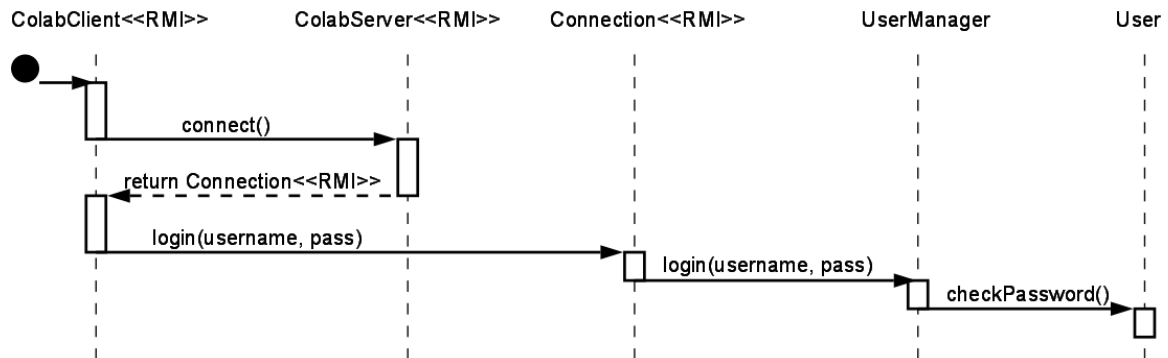 ColabClient<<RMI>> ColabServer<<RMI>> Connection<<RMI>> UserManager User
connect()
return Connection<<RMI>>
login(username, pass)
login(username, pass)
checkPassword()